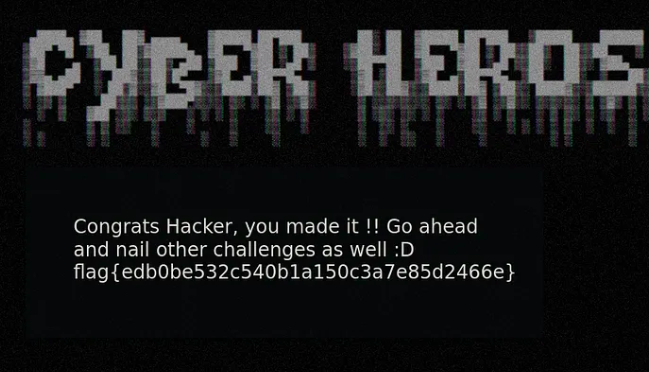 CYBER HEROS
Congrats Hacker, you made it !! Go ahead
and nail other challenges as well :D
flag{edb0be532c540b1a150c3a7e85d2466e}